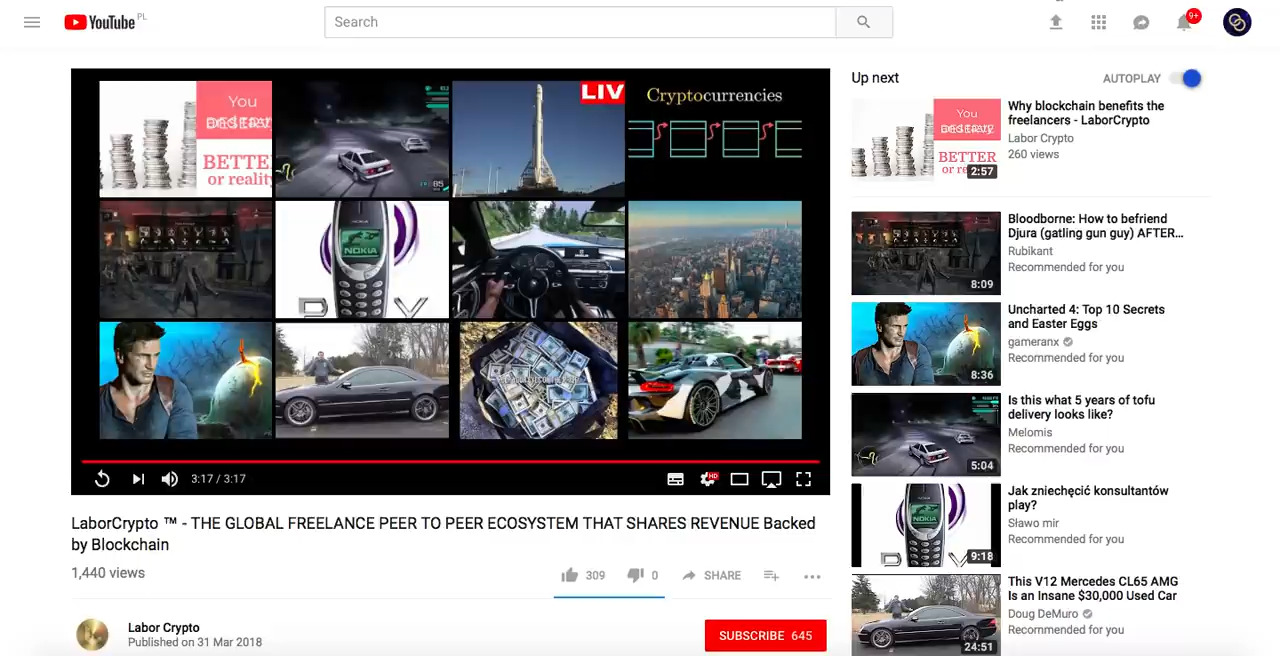 YouTube PL
Search
9+
You
DESERVE
BETTER
or reality
LIV
Cryptocurrencies
85
NOKIA
3:17 / 3:17
HD
LaborCrypto ™ - THE GLOBAL FREELANCE PEER TO PEER ECOSYSTEM THAT SHARES REVENUE Backed
by Blockchain
1,440 views
309
0
SHARE
Labor Crypto
Published on 31 Mar 2018
SUBSCRIBE 645
Up next
AUTOPLAY
You
BETTER
or re
2:57
Why blockchain benefits the
freelancers - LaborCrypto
Labor Crypto
260 views
8:09
Bloodborne: How to befriend
Djura (gatling gun guy) AFTER...
Rubikant
Recommended for you
8:36
Uncharted 4: Top 10 Secrets
and Easter Eggs
gameranx
Recommended for you
5:04
Is this what 5 years of tofu
delivery looks like?
Melomis
Recommended for you
NOKIA
9:18
Jak zniechęcić konsultantów
play?
Sławo mir
Recommended for you
24:51
This V12 Mercedes CL65 AMG
Is an Insane $30,000 Used Car
Doug DeMuro
Recommended for you